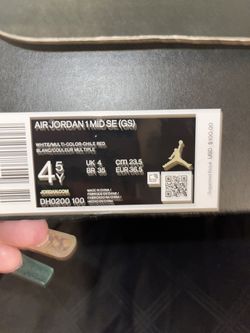 AIR JORDAN 1 MID SE (GS)
WHITE/MULTI-COLOR-CHILE RED
BLANC/COULEUR MULTIPLE
4.5Y
UK 4
cm 23.5
BR 35
EUR 36.5
JORDAN.COM
MADE IN CHINA
DH0200 100
USD $100.00